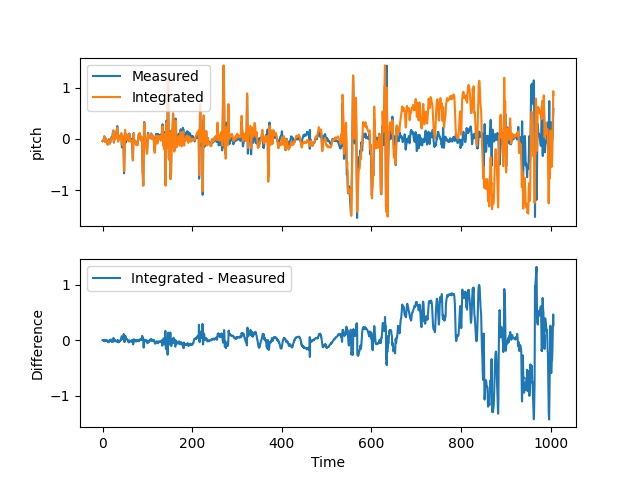 Measured
Integrated
pitch
1
0
−1
Integrated - Measured
Difference
1
0
−1
0
200
400
600
800
1000
Time